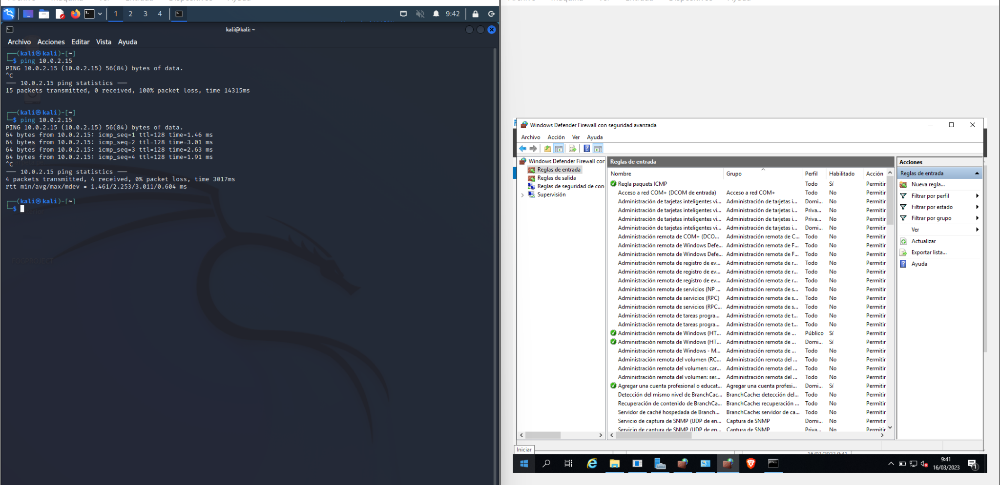 Archivo Máquina Ver Entrada Dispositivos Ayuda
1 2 3 4
9:42
kali@kali: ~
Archivo Acciones Editar Vista Ayuda
(kali㉿kali)-[~]
$ ping 10.0.2.15
PING 10.0.2.15 (10.0.2.15) 56(84) bytes of data.
^C
— 10.0.2.15 ping statistics —
15 packets transmitted, 0 received, 100% packet loss, time 14315ms
(kali㉿kali)-[~]
$ ping 10.0.2.15
PING 10.0.2.15 (10.0.2.15) 56(84) bytes of data.
64 bytes from 10.0.2.15: icmp_seq=1 ttl=128 time=1.46 ms
64 bytes from 10.0.2.15: icmp_seq=2 ttl=128 time=3.01 ms
64 bytes from 10.0.2.15: icmp_seq=3 ttl=128 time=2.63 ms
64 bytes from 10.0.2.15: icmp_seq=4 ttl=128 time=1.91 ms
^C
— 10.0.2.15 ping statistics —
4 packets transmitted, 4 received, 0% packet loss, time 3017ms
rtt min/avg/max/mdev = 1.461/2.253/3.011/0.604 ms
(kali㉿kali)-[~]
$
FOGPROJECT
Archivo Máquina Ver Entrada Dispositivos Ayuda
Windows Defender Firewall con seguridad avanzada
Archivo Acción Ver Ayuda
Windows Defender Firewall cor
Reglas de entrada
Reglas de salida
Reglas de seguridad de con
Supervisión
Reglas de entrada
Nombre Grupo Perfil Habilitado Acción
Regla paquets ICMP Todo Sí Permitir
Acceso a red COM+ (DCOM de entrada) Acceso a red COM+ Todo No Permitir
Administración de tarjetas inteligentes vi... Administración de tarjetas i... Domi... No Permitir
Administración de tarjetas inteligentes vi... Administración de tarjetas i... Priva... No Permitir
Administración de tarjetas inteligentes vi... Administración de tarjetas i... Priva... No Permitir
Administración de tarjetas inteligentes vi... Administración de tarjetas i... Domi... No Permitir
Administración remota de COM+ (DCO... Administración remota de C... Todo No Permitir
Administración remota de Windows Defe... Administración remota de F... Todo No Permitir
Administración remota de Windows Defe... Administración remota de F... Todo No Permitir
Administración remota de registro de ev... Administración remota de r... Todo No Permitir
Administración remota de registro de ev... Administración remota de r... Todo No Permitir
Administración remota de registro de ev... Administración remota de r... Todo No Permitir
Administración remota de servicios (NP ... Administración remota de s... Todo No Permitir
Administración remota de servicios (RPC) Administración remota de s... Todo No Permitir
Administración remota de servicios (RPC... Administración remota de s... Todo No Permitir
Administración remota de tareas progra... Administración remota de t... Todo No Permitir
Administración remota de tareas progra... Administración remota de t... Todo No Permitir
Administración remota de Windows (HT... Administración remota de ... Público Sí Permitir
Administración remota de Windows (HT... Administración remota de ... Domi... Sí Permitir
Administración remota de Windows - M... Administración remota de ... Todo No Permitir
Administración remota del volumen (RC... Administración remota del ... Todo No Permitir
Administración remota del volumen: car... Administración remota del ... Todo No Permitir
Administración remota del volumen: ser... Administración remota del ... Todo No Permitir
Agregar una cuenta profesional o educat... Agregar una cuenta profesi... Domi... Sí Permitir
Detección del mismo nivel de BranchCac... BranchCache: detección del... Todo No Permitir
Recuperación de contenido de BranchCa... BranchCache: recuperación ... Todo No Permitir
Servidor de caché hospedada de Branch... BranchCache: servidor de ca... Todo No Permitir
Servicio de captura de SNMP (UDP de en... Captura de SNMP Domi... No Permitir
Servicio de captura de SNMP (UDP de en... Captura de SNMP Priva... No Permitir
Acciones
Reglas de entrada
Nueva regla...
Filtrar por perfil
Filtrar por estado
Filtrar por grupo
Ver
Actualizar
Exportar lista...
Ayuda
Iniciar
16/03/2023 9:41
9:41
16/03/2023
1